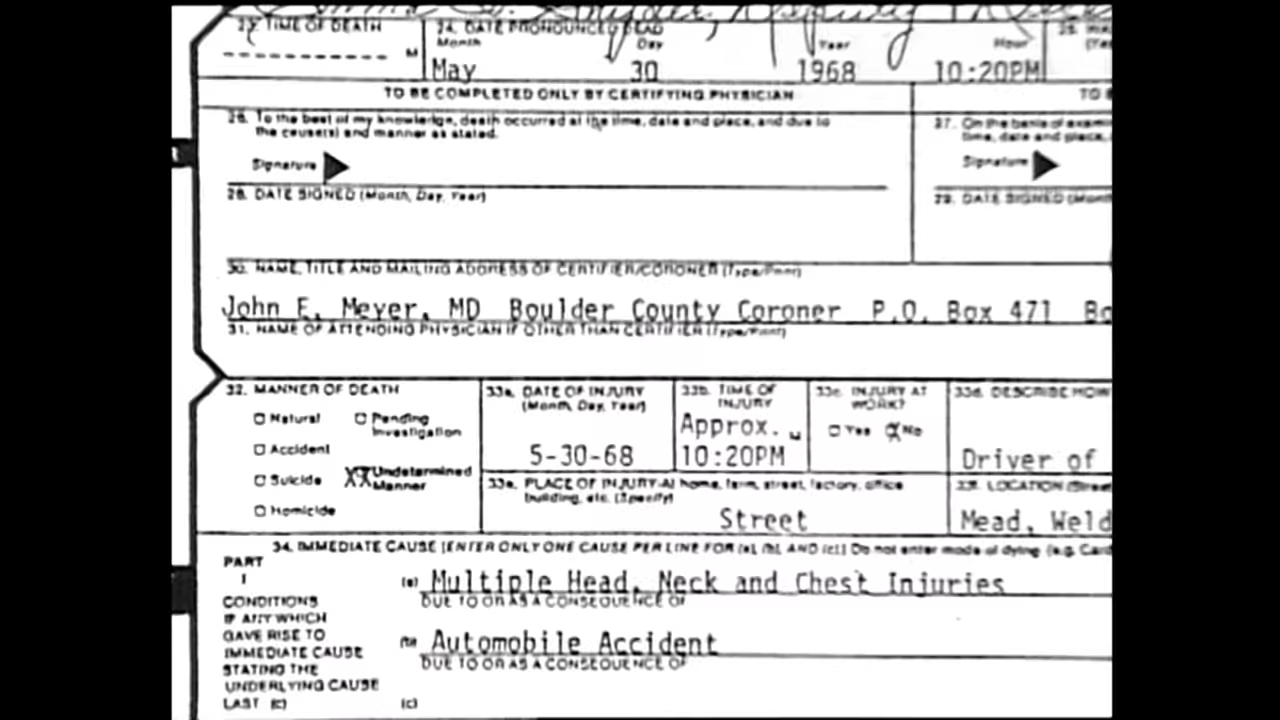 23. TIME OF DEATH
M
24. DATE PRONOUNCED DEAD
Month Day Year Hour
May 30 1968 10:20PM
TO BE COMPLETED ONLY BY CERTIFYING PHYSICIAN
TO
26. To the best of my knowledge, death occurred at the time, date and place, and due to
the cause(s) and manner as stated.
Signature
28. DATE SIGNED (Month, Day, Year)
27. On the basis of
time, date and place,
Signature
29. DATE SIGNED
30. NAME, TITLE AND MAILING ADDRESS OF CERTIFIER/CORONER (Type/Print)
John E. Meyer, MD Boulder County Coroner P.O. Box 471 Bo
31. NAME OF ATTENDING PHYSICIAN IF OTHER THAN CERTIFIER (Type/Print)
32. MANNER OF DEATH
Natural
Pending
Investigation
Accident
Suicide
XX Undetermined
Manner
Homicide
33a. DATE OF INJURY
(Month, Day, Year)
5-30-68
33b. TIME OF
INJURY
Approx. M
10:20PM
33c. INJURY AT
WORK?
Yes X No
33d. DESCRIBE HOW
Driver of
33e. PLACE OF INJURY-At home, farm, street, factory, office
building, etc. (Specify)
Street
33f. LOCATION (Street
Mead, Weld
34. IMMEDIATE CAUSE [ENTER ONLY ONE CAUSE PER LINE FOR (a), (b), AND (c).] Do not enter mode of dying (e.g. Card
PART
I
(a) Multiple Head, Neck and Chest Injuries
DUE TO OR AS A CONSEQUENCE OF
CONDITIONS
IF ANY WHICH
GAVE RISE TO
IMMEDIATE CAUSE
STATING THE
UNDERLYING CAUSE
LAST (c)
(b) Automobile Accident
DUE TO OR AS A CONSEQUENCE OF
(c)